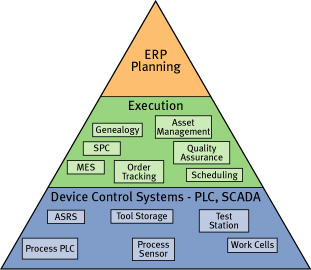 ERP
Planning
Execution
Genealogy
Asset
Management
SPC
Quality
Assurance
MES
Order
Tracking
Scheduling
Device Control Systems - PLC, SCADA
ASRS
Tool Storage
Test
Station
Process PLC
Process
Sensor
Work Cells